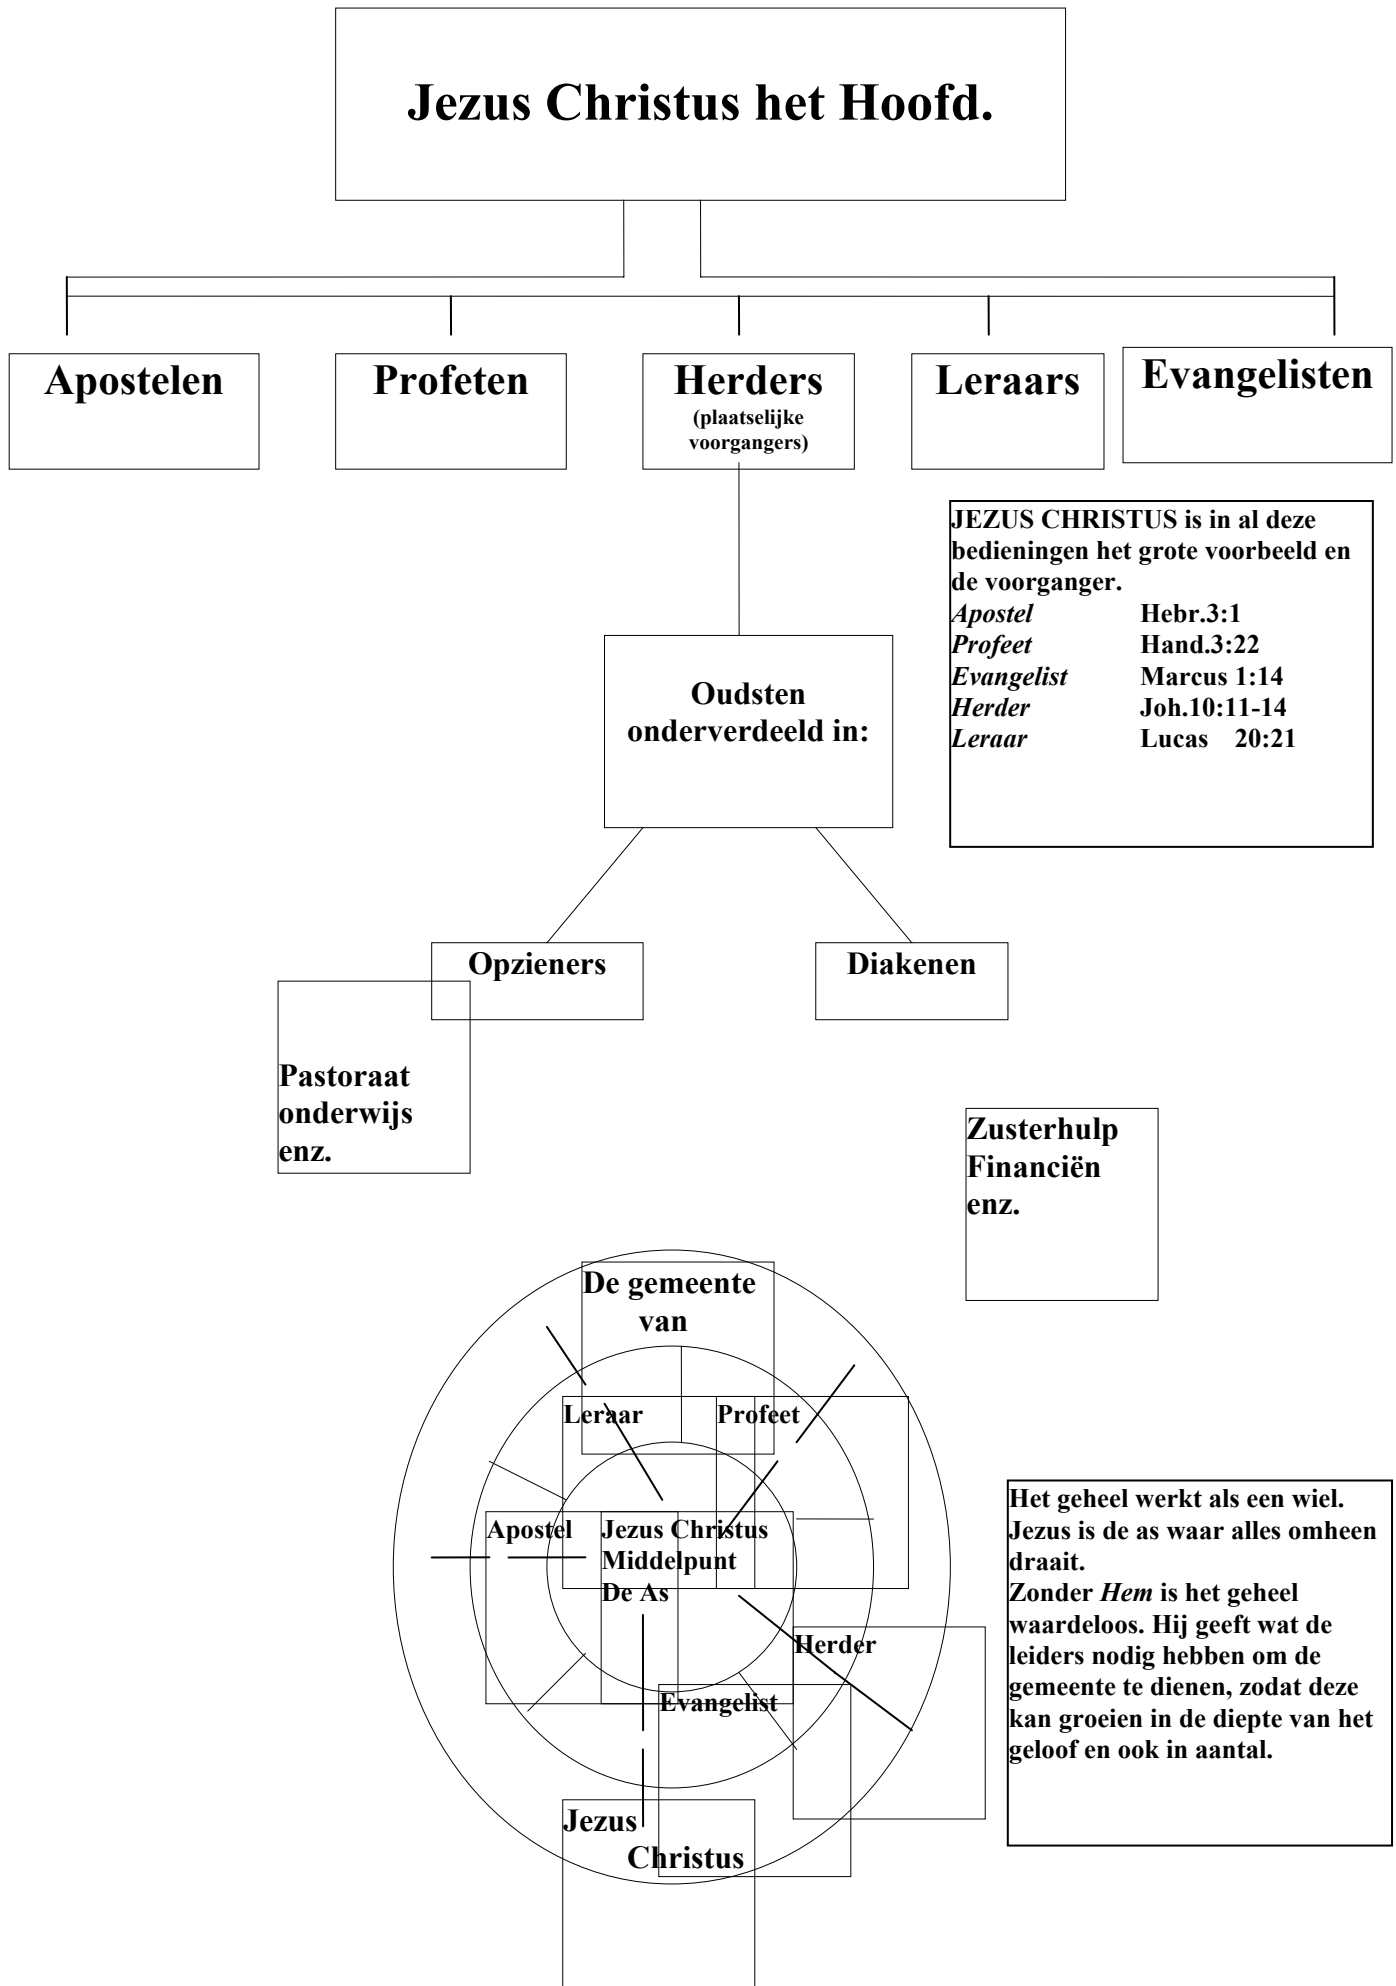 Jezus Christus het Hoofd.
Apostelen
Profeten
Herders
(plaatselijke
voorgangers)
Leraars
Evangelisten
JEZUS CHRISTUS is in al deze
bedieningen het grote voorbeeld en
de voorganger.
Apostel Hebr.3:1
Profeet Hand.3:22
Evangelist Marcus 1:14
Herder Joh.10:11-14
Leraar Lucas 20:21
Oudsten
onderverdeeld in:
Opzieners
Diakenen
Pastoraat
onderwijs
enz.
Zusterhulp
Financiën
enz.
De gemeente
van
Leraar
Profeet
Apostel
Jezus Christus
Middelpunt
De As
Herder
Evangelist
Jezus
Christus
Het geheel werkt als een wiel.
Jezus is de as waar alles omheen
draait.
Zonder Hem is het geheel
waardeloos. Hij geeft wat de
leiders nodig hebben om de
gemeente te dienen, zodat deze
kan groeien in de diepte van het
geloof en ook in aantal.